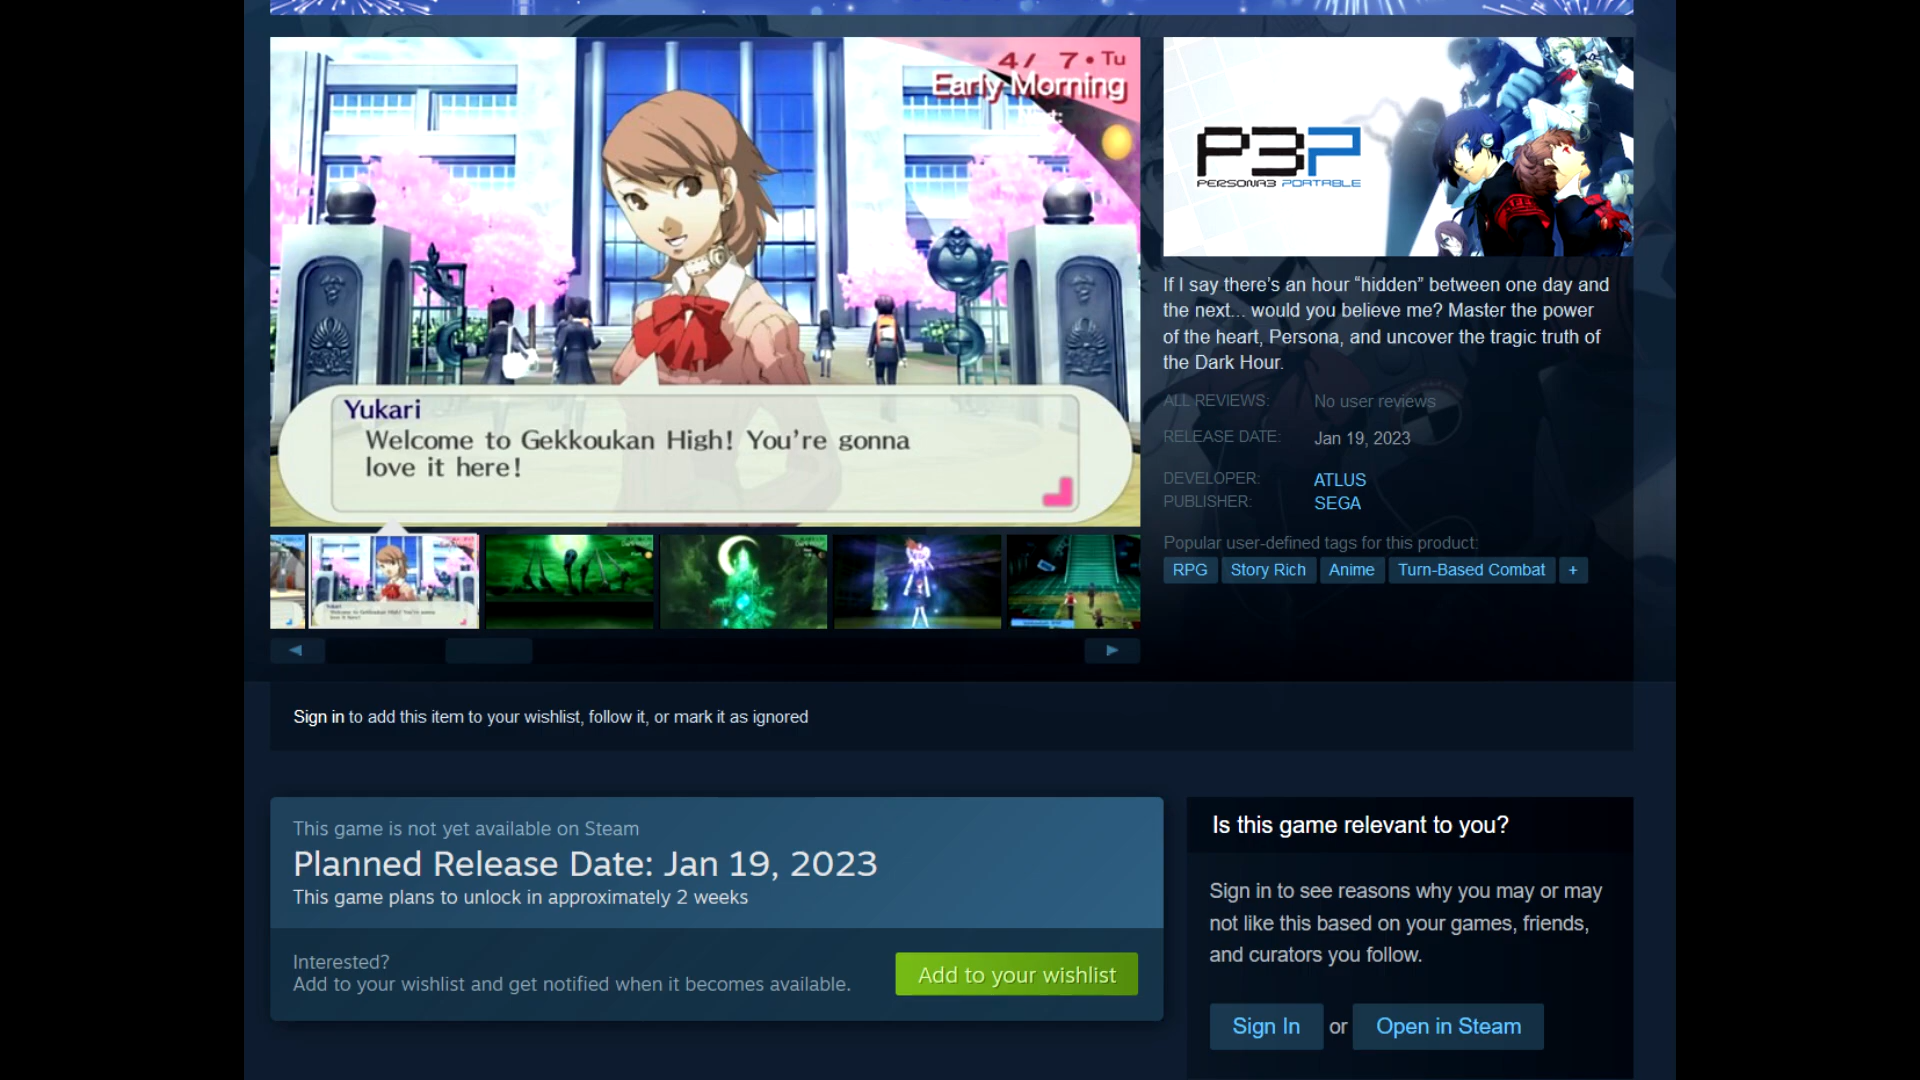 4/ 7 • Tu
Early Morning
Yukari
Welcome to Gekkoukan High! You're gonna
love it here!
P3P
PERSONA3 PORTABLE
If I say there's an hour “hidden” between one day and
the next... would you believe me? Master the power
of the heart, Persona, and uncover the tragic truth of
the Dark Hour.
ALL REVIEWS: No user reviews
RELEASE DATE: Jan 19, 2023
DEVELOPER: ATLUS
PUBLISHER: SEGA
Popular user-defined tags for this product:
RPG Story Rich Anime Turn-Based Combat +
Sign in to add this item to your wishlist, follow it, or mark it as ignored
This game is not yet available on Steam
Planned Release Date: Jan 19, 2023
This game plans to unlock in approximately 2 weeks
Interested?
Add to your wishlist and get notified when it becomes available.
Add to your wishlist
Is this game relevant to you?
Sign in to see reasons why you may or may
not like this based on your games, friends,
and curators you follow.
Sign In or Open in Steam